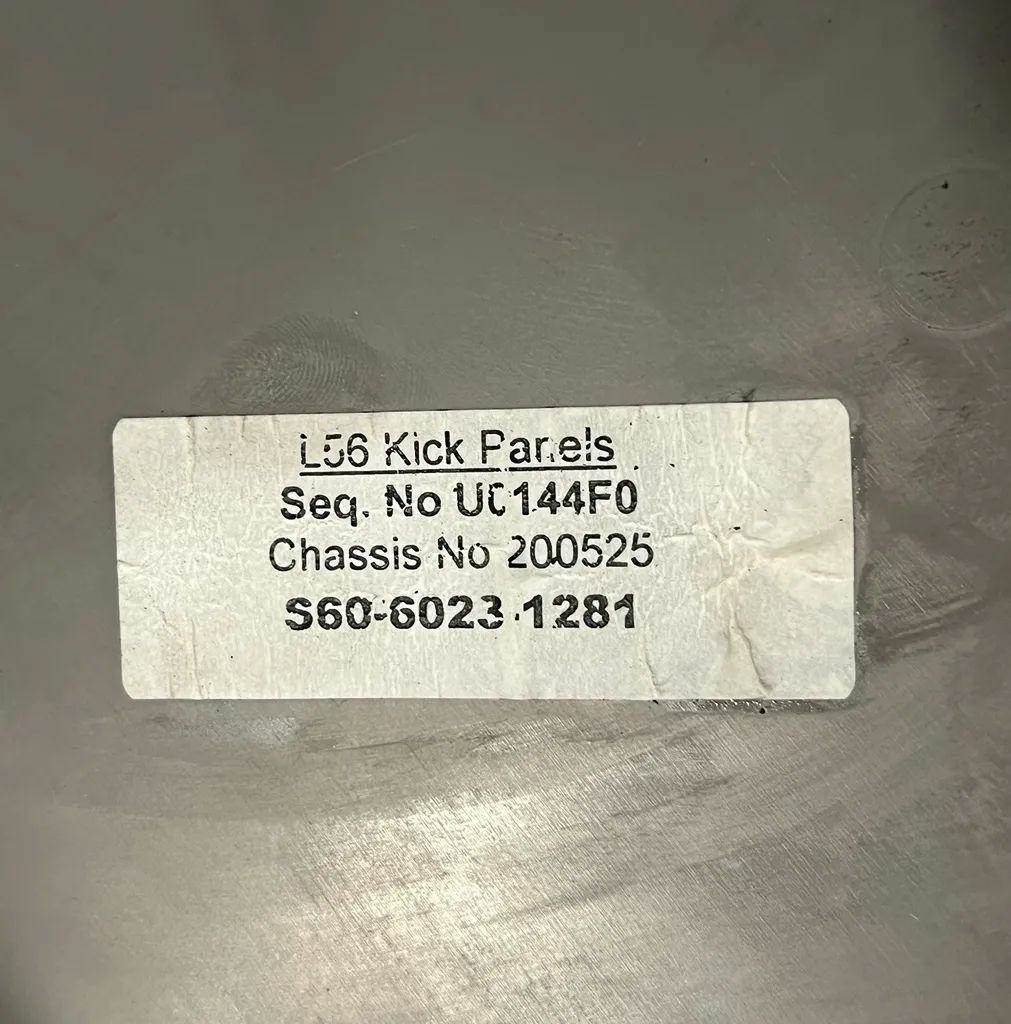 L56 Kick Panels
Seq. No U0144F0
Chassis No 200525
S60-6023-1281